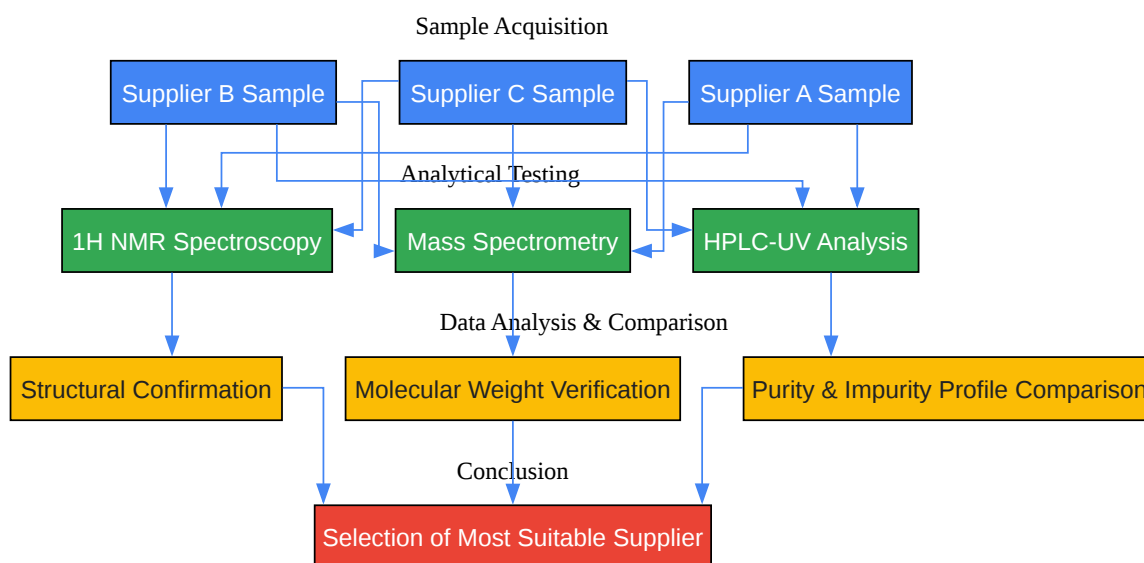 Sample Acquisition
Supplier B Sample
Supplier C Sample
Supplier A Sample
Analytical Testing
1H NMR Spectroscopy
Mass Spectrometry
HPLC-UV Analysis
Data Analysis & Comparison
Structural Confirmation
Molecular Weight Verification
Purity & Impurity Profile Comparison
Conclusion
Selection of Most Suitable Supplier